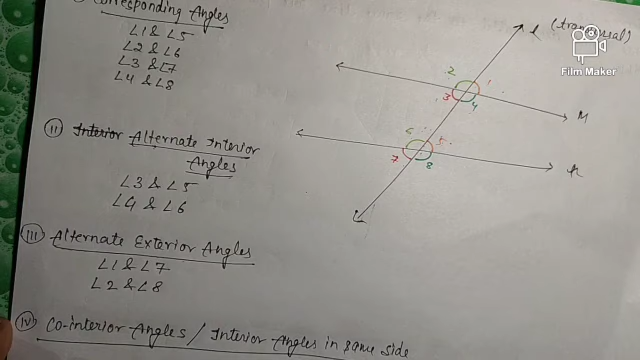 Corresponding Angles
∠1 & ∠5
∠2 & ∠6
∠3 & ∠7
∠4 & ∠8
(II) Interior Alternate Interior
Angles
∠3 & ∠5
∠4 & ∠6
(III) Alternate Exterior Angles
∠1 & ∠7
∠2 & ∠8
(IV) Co-interior Angles / Interior Angles in same side
l (transversal)
Film Maker
2 1
3 4
M
6 5
7 8